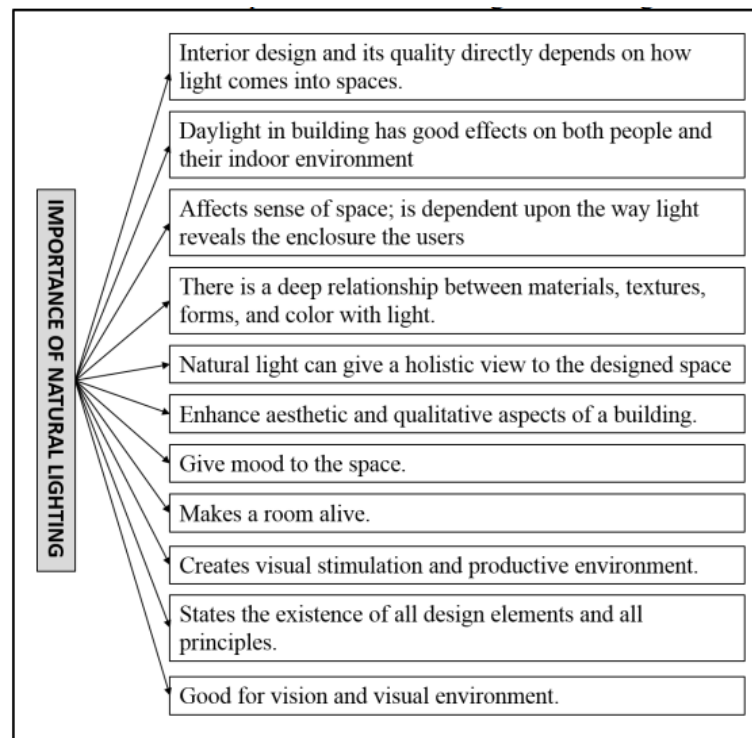 IMPORTANCE OF NATURAL LIGHTING
Interior design and its quality directly depends on how
light comes into spaces.
Daylight in building has good effects on both people and
their indoor environment
Affects sense of space; is dependent upon the way light
reveals the enclosure the users
There is a deep relationship between materials, textures,
forms, and color with light.
Natural light can give a holistic view to the designed space
Enhance aesthetic and qualitative aspects of a building.
Give mood to the space.
Makes a room alive.
Creates visual stimulation and productive environment.
States the existence of all design elements and all
principles.
Good for vision and visual environment.